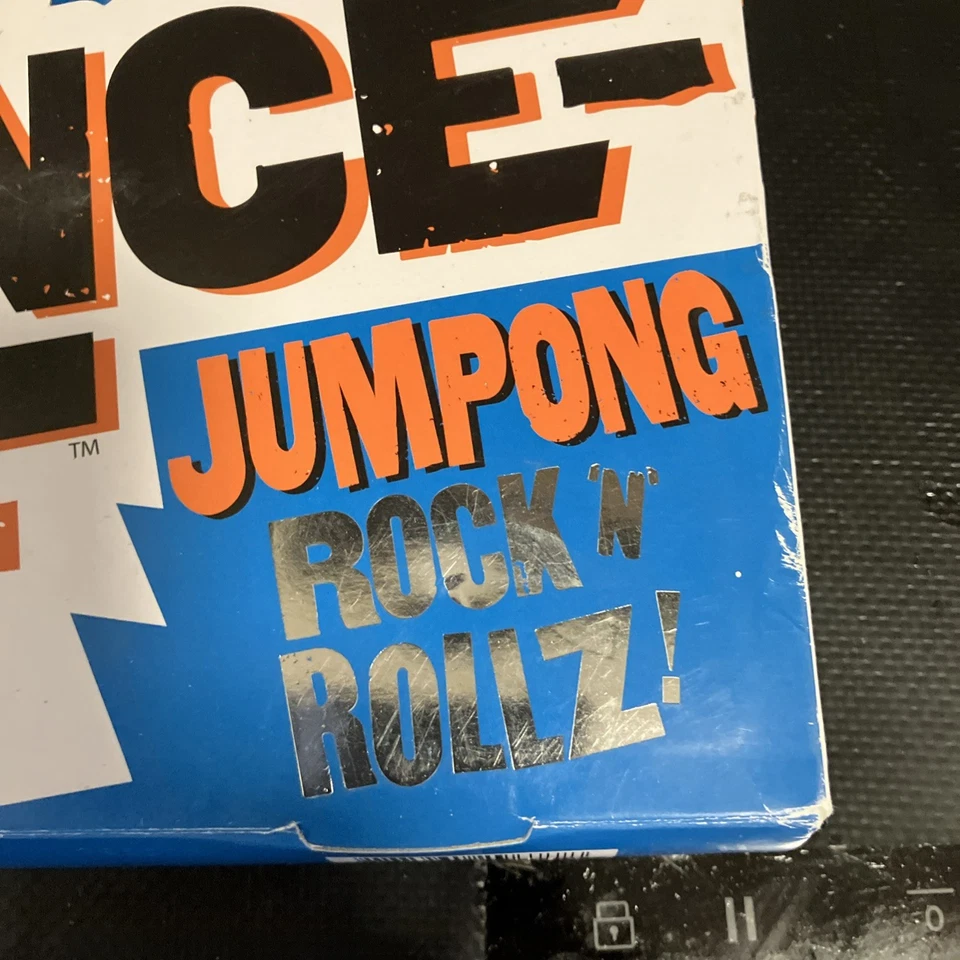 NCE-
TM
JUMPONG
ROCK 'N'
ROLLZ!